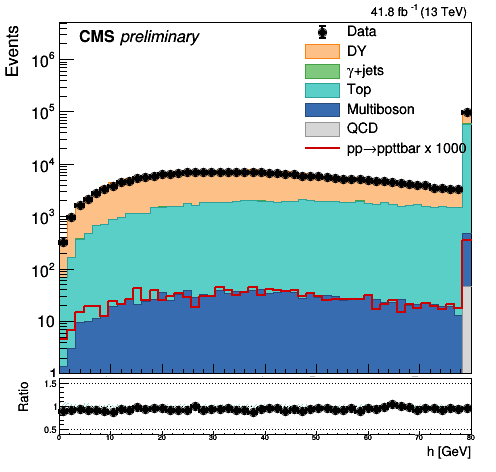 41.8 fb⁻¹ (13 TeV)
CMS preliminary
Events
Data
DY
γ+jets
Top
Multiboson
QCD
pp→ppttbar x 1000
10⁶
10⁵
10⁴
10³
10²
10
1
Ratio
1.5
1
0.5
0 10 20 30 40 50 60 70 80
h [GeV]